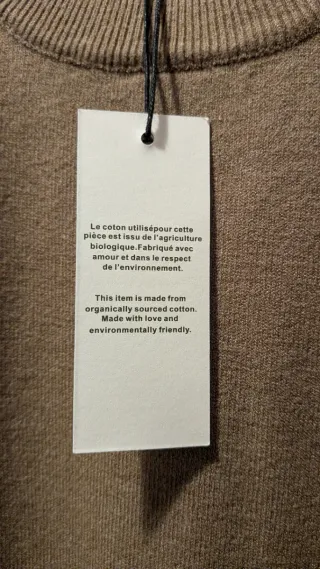 Le coton utilisépour cette
pièce est issu de l'agriculture
biologique.Fabriqué avec
amour et dans le respect
de l'environnement.
This item is made from
organically sourced cotton.
Made with love and
environmentally friendly.